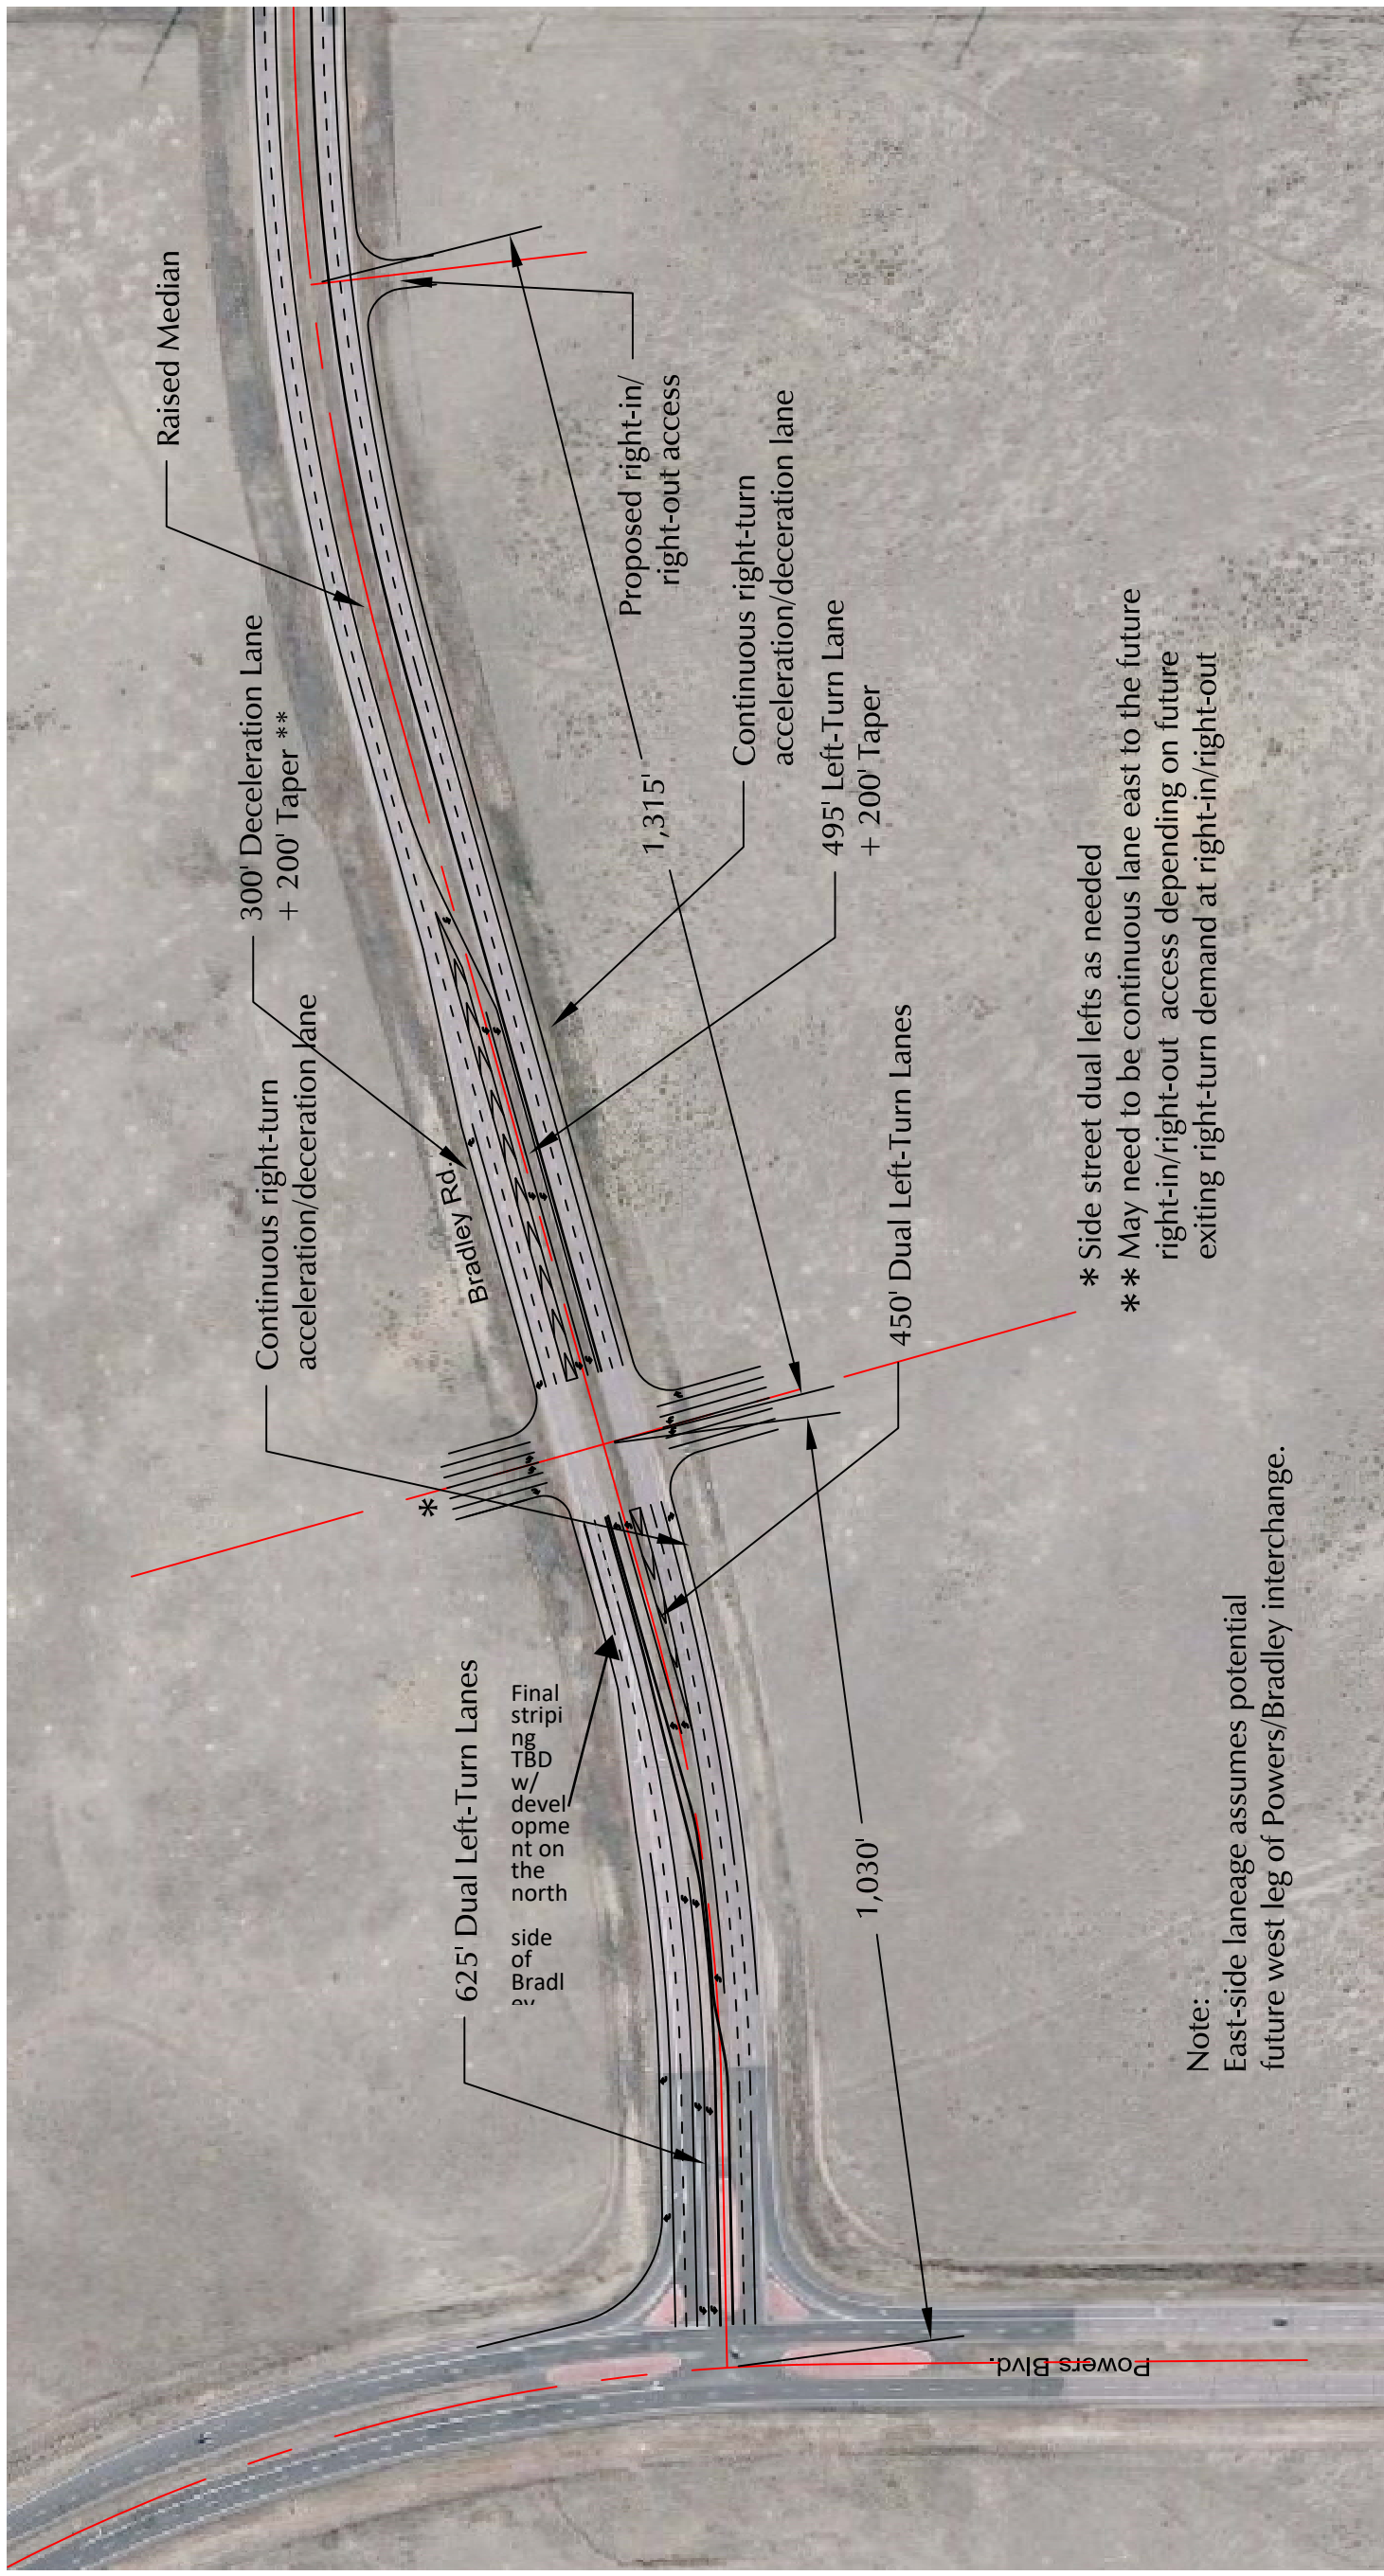 Raised Median
300' Deceleration Lane
+ 200' Taper **
Continuous right-turn
acceleration/deceration lane
Bradley Rd.
Proposed right-in/
right-out access
Continuous right-turn
acceleration/deceration lane
1,315'
495' Left-Turn Lane
+ 200' Taper
*
450' Dual Left-Turn Lanes
* Side street dual lefts as needed
** May need to be continuous lane east to the future
right-in/right-out access depending on future
exiting right-turn demand at right-in/right-out
625' Dual Left-Turn Lanes
Final
stripi
ng
TBD
w/
devel
opme
nt on
the
north
side
of
Bradl
ey
1,030'
Note:
East-side laneage assumes potential
future west leg of Powers/Bradley interchange.
Powers Blvd.